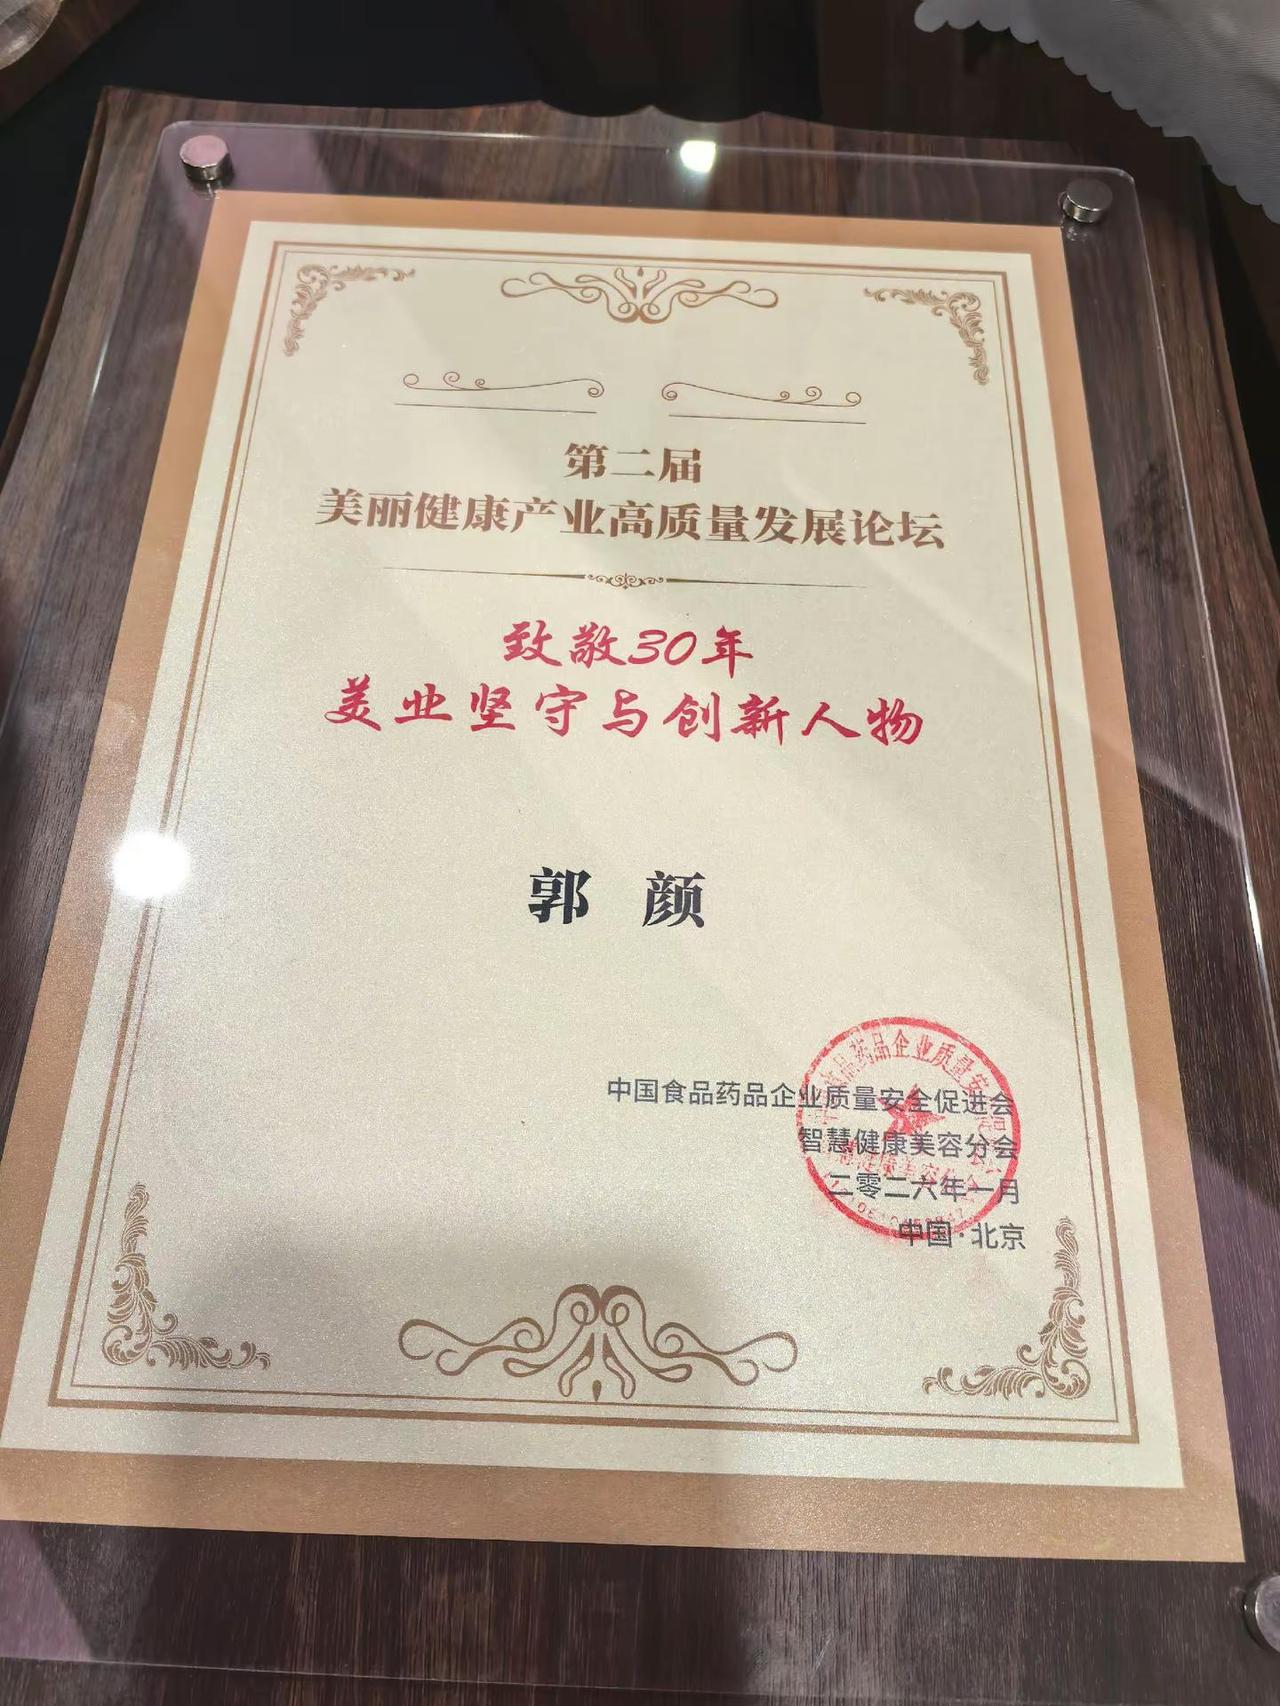 第二届
美丽健康产业高质量发展论坛
致敬30年
美业坚守与创新人物
郭 颜
中国食品药品企业质量安全促进会
智慧健康美容分会
二零二六年一月
中国·北京